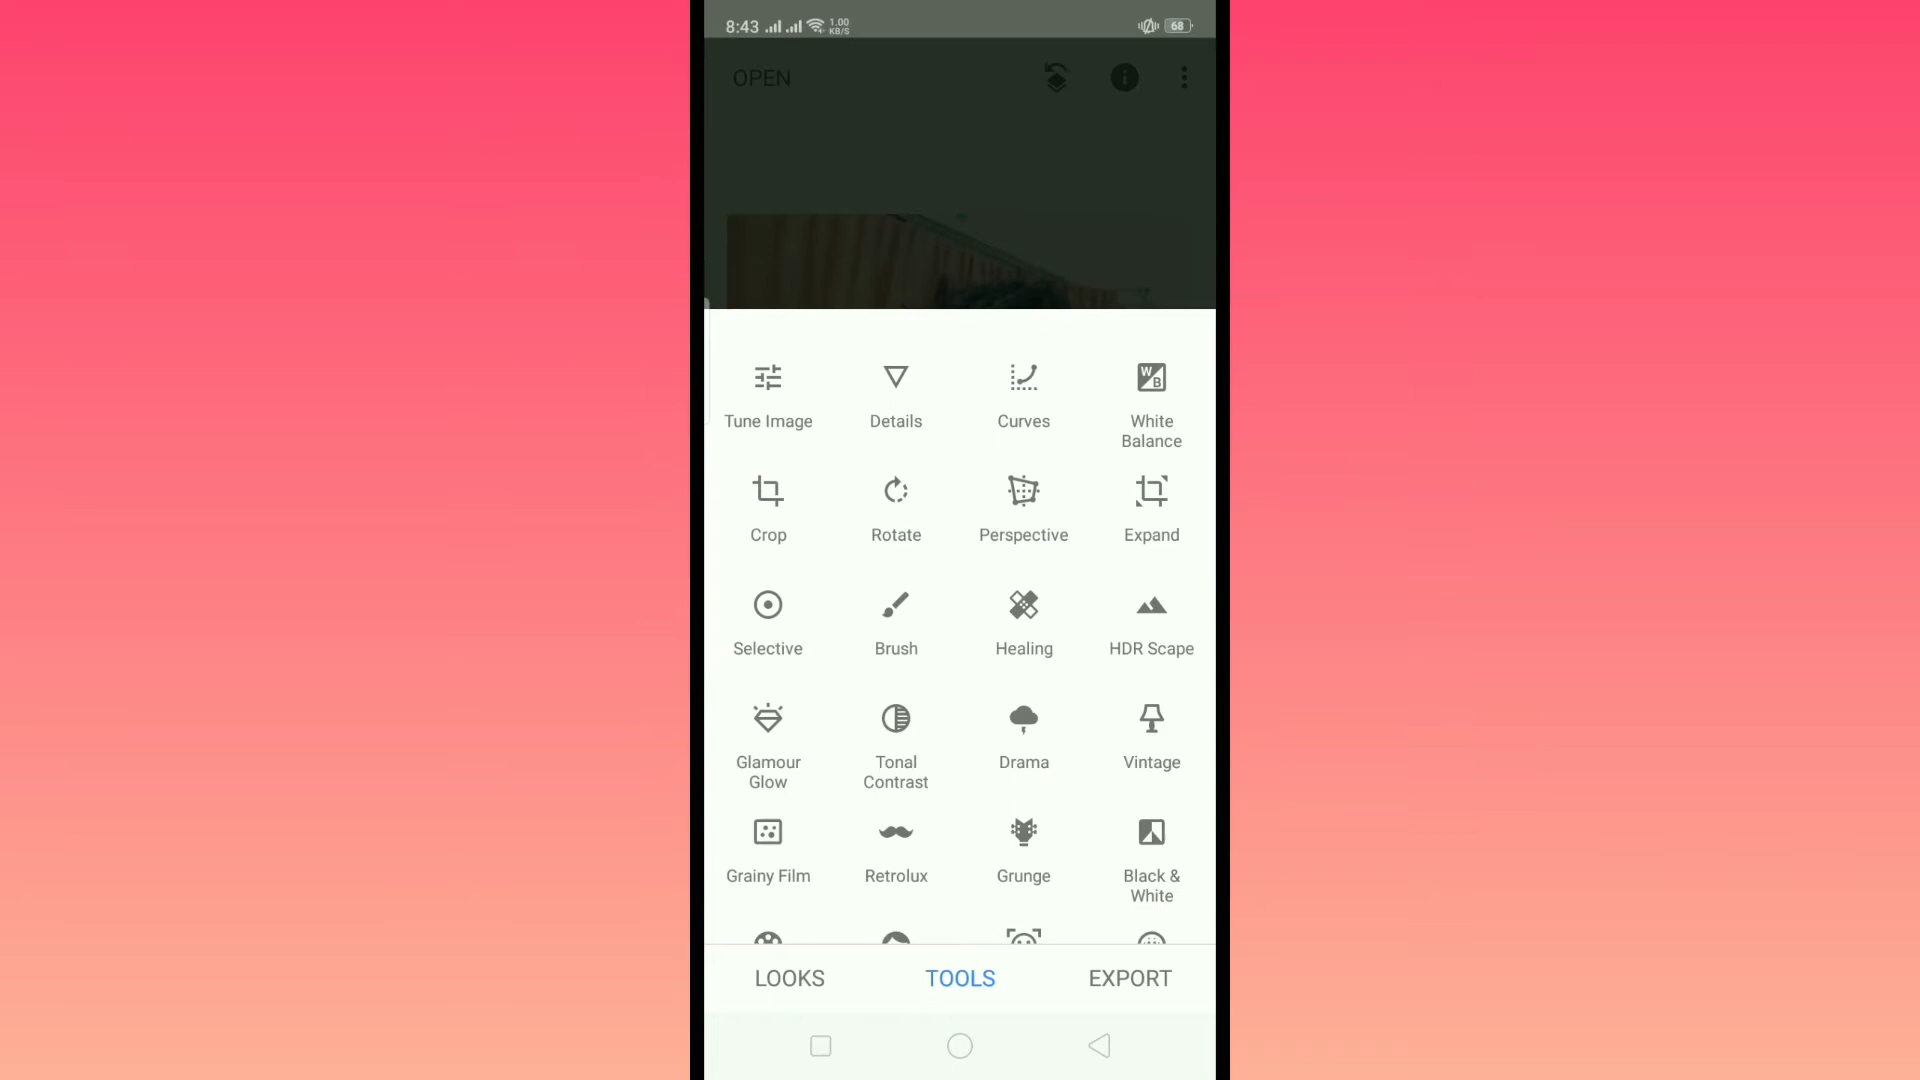 8:43 1.00 KB/S 68
OPEN
Tune Image Details Curves White Balance
Crop Rotate Perspective Expand
Selective Brush Healing HDR Scape
Glamour Glow Tonal Contrast Drama Vintage
Grainy Film Retrolux Grunge Black & White
LOOKS TOOLS EXPORT